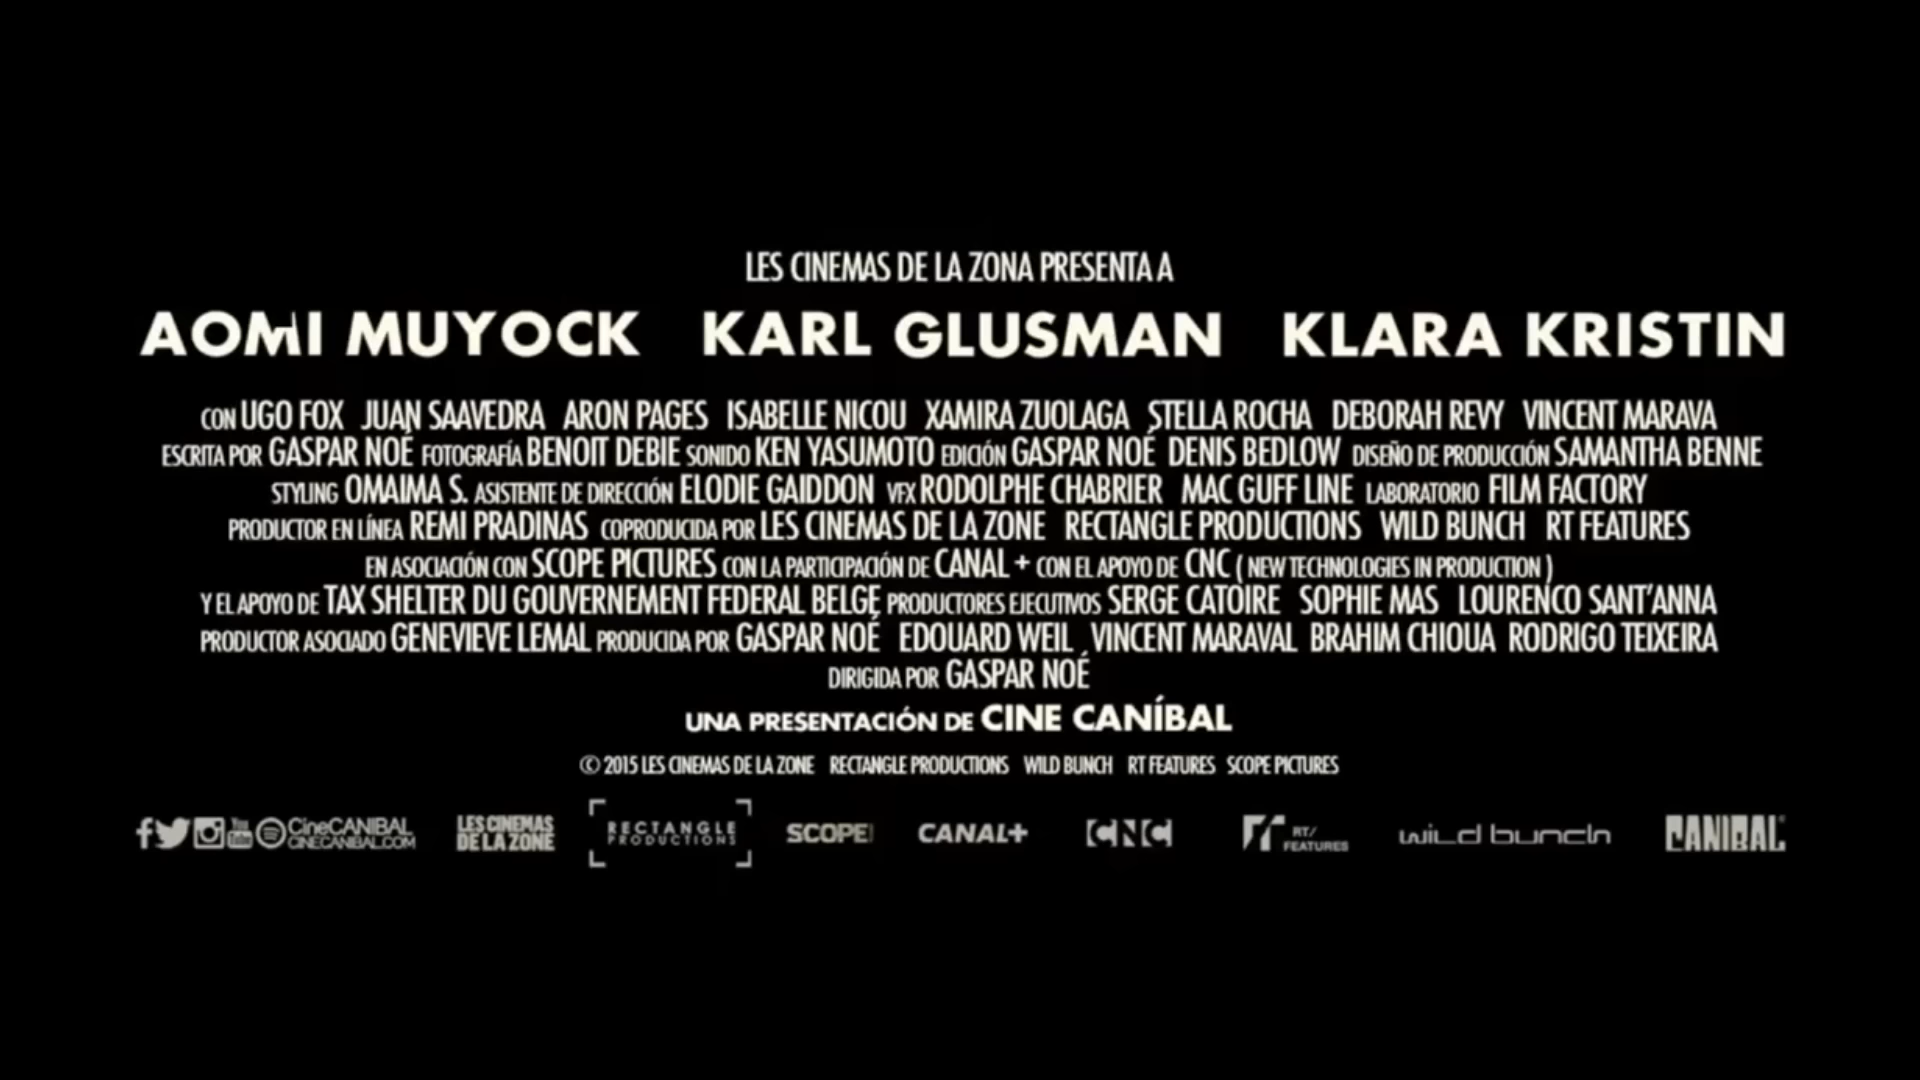 LES CINEMAS DE LA ZONA PRESENTA A
AOMI MUYOCK KARL GLUSMAN KLARA KRISTIN
CON UGO FOX JUAN SAAVEDRA ARON PAGES ISABELLE NICOU XAMIRA ZUOLAGA STELLA ROCHA DEBORAH REVY VINCENT MARAVA
ESCRITA POR GASPAR NOÉ FOTOGRAFÍA BENOIT DEBIE SONIDO KEN YASUMOTO EDICIÓN GASPAR NOÉ DENIS BEDLOW DISEÑO DE PRODUCCIÓN SAMANTHA BENNE
STYLING OMAIMA S. ASISTENTE DE DIRECCIÓN ELODIE GAIDDON VFX RODOLPHE CHABRIER MAC GUFF LINE LABORATORIO FILM FACTORY
PRODUCTOR EN LÍNEA REMI PRADINAS COPRODUCIDA POR LES CINEMAS DE LA ZONE RECTANGLE PRODUCTIONS WILD BUNCH RT FEATURES
EN ASOCIACIÓN CON SCOPE PICTURES CON LA PARTICIPACIÓN DE CANAL + CON EL APOYO DE CNC ( NEW TECHNOLOGIES IN PRODUCTION )
Y EL APOYO DE TAX SHELTER DU GOUVERNEMENT FEDERAL BELGE PRODUCTORES EJECUTIVOS SERGE CATOIRE SOPHIE MAS LOURENCO SANT'ANNA
PRODUCTOR ASOCIADO GENEVIEVE LEMAL PRODUCIDA POR GASPAR NOÉ EDOUARD WEIL VINCENT MARAVAL BRAHIM CHIOUA RODRIGO TEIXEIRA
DIRIGIDA POR GASPAR NOÉ
UNA PRESENTACIÓN DE CINE CANÍBAL
© 2015 LES CINEMAS DE LA ZONE RECTANGLE PRODUCTIONS WILD BUNCH RT FEATURES SCOPE PICTURES
You Tube CineCANIBAL
CINECANIBAL.COM
LES CINEMAS
DE LA ZONE
RECTANGLE
PRODUCTIONS
SCOPE
CANAL+
CNC
RT/
FEATURES
wild bunch
CANIBAL